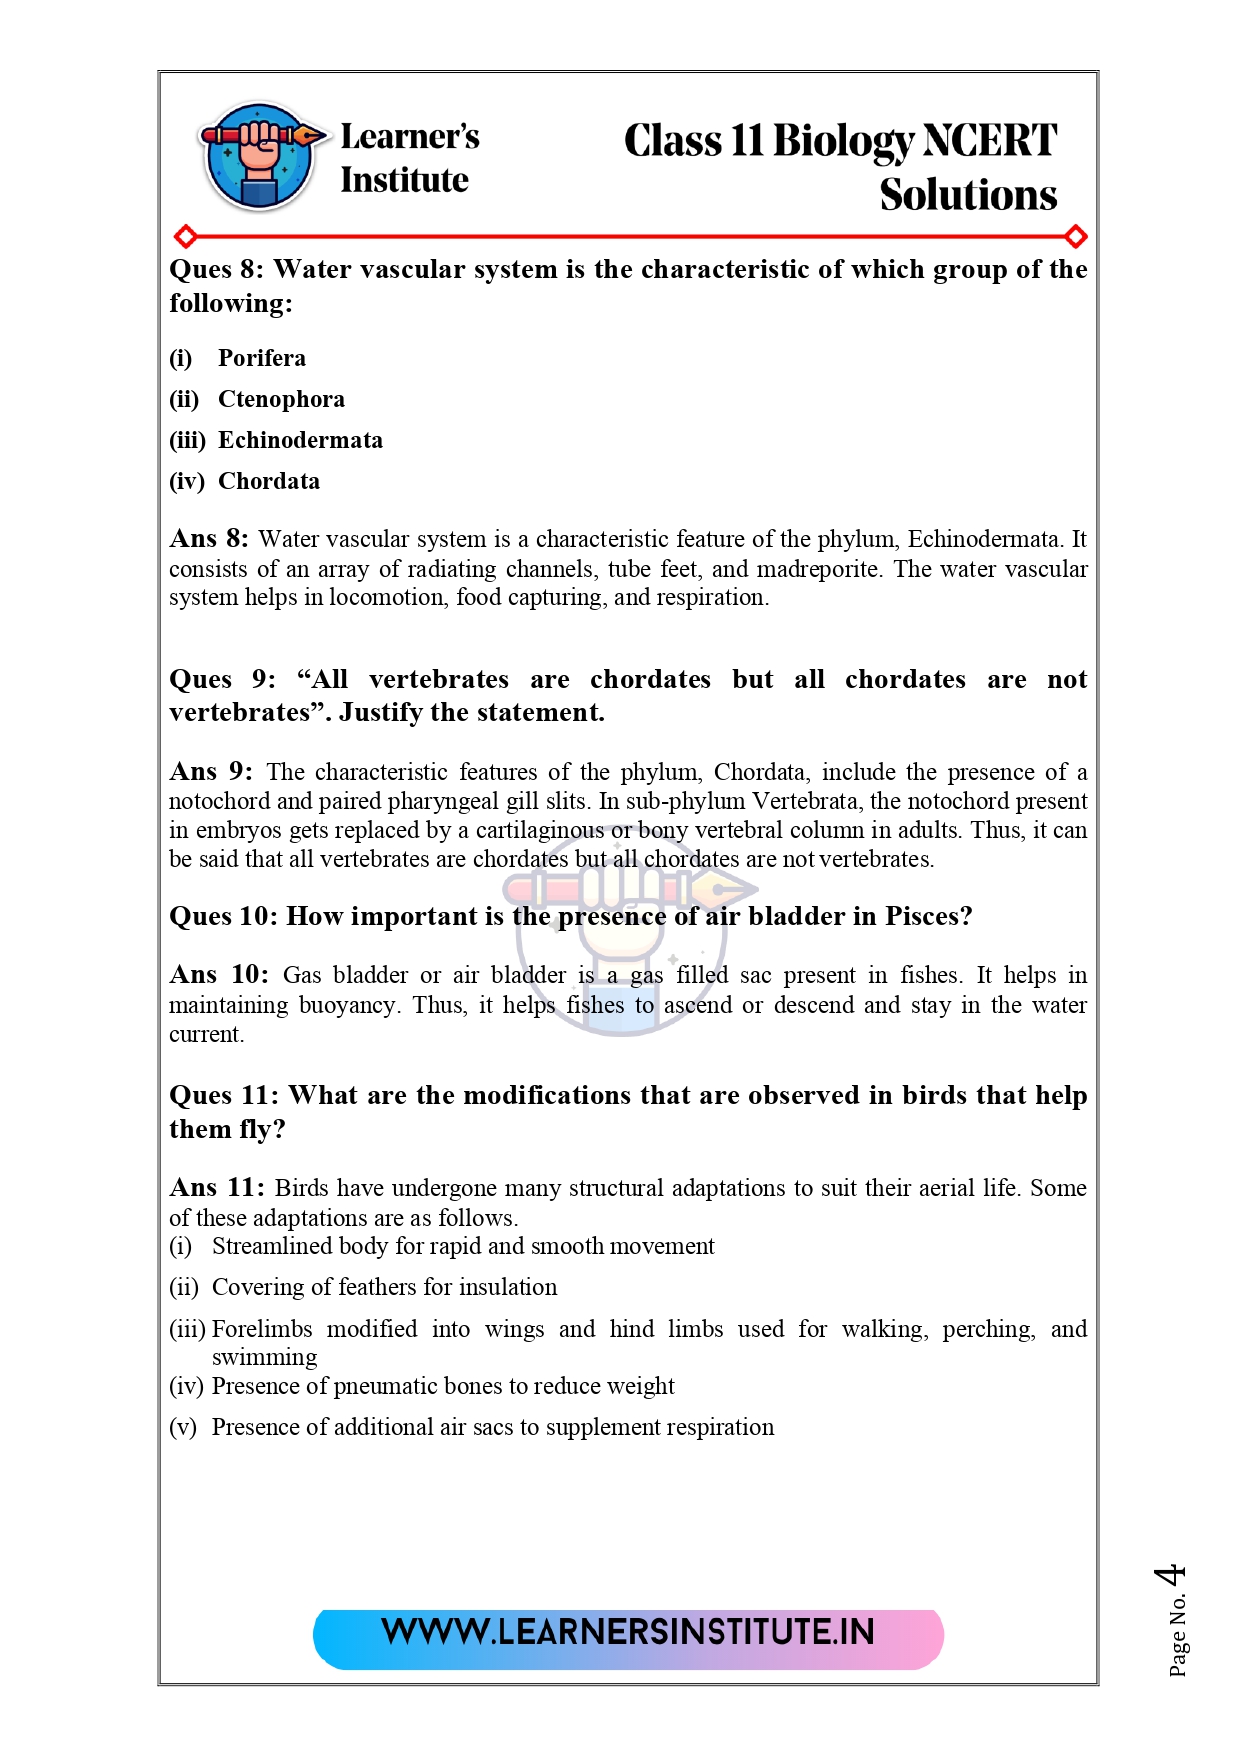 Learner's
Institute
Class 11 Biology NCERT
Solutions
Ques 8: Water vascular system is the characteristic of which group of the
following:
(i) Porifera
(ii) Ctenophora
(iii) Echinodermata
(iv) Chordata
Ans 8: Water vascular system is a characteristic feature of the phylum, Echinodermata. It
consists of an array of radiating channels, tube feet, and madreporite. The water vascular
system helps in locomotion, food capturing, and respiration.
Ques 9: “All vertebrates are chordates but all chordates are not
vertebrates”. Justify the statement.
Ans 9: The characteristic features of the phylum, Chordata, include the presence of a
notochord and paired pharyngeal gill slits. In sub-phylum Vertebrata, the notochord present
in embryos gets replaced by a cartilaginous or bony vertebral column in adults. Thus, it can
be said that all vertebrates are chordates but all chordates are not vertebrates.
Ques 10: How important is the presence of air bladder in Pisces?
Ans 10: Gas bladder or air bladder is a gas filled sac present in fishes. It helps in
maintaining buoyancy. Thus, it helps fishes to ascend or descend and stay in the water
current.
Ques 11: What are the modifications that are observed in birds that help
them fly?
Ans 11: Birds have undergone many structural adaptations to suit their aerial life. Some
of these adaptations are as follows.
(i) Streamlined body for rapid and smooth movement
(ii) Covering of feathers for insulation
(iii) Forelimbs modified into wings and hind limbs used for walking, perching, and
swimming
(iv) Presence of pneumatic bones to reduce weight
(v) Presence of additional air sacs to supplement respiration
WWW.LEARNERSINSTITUTE.IN
Page No. 4